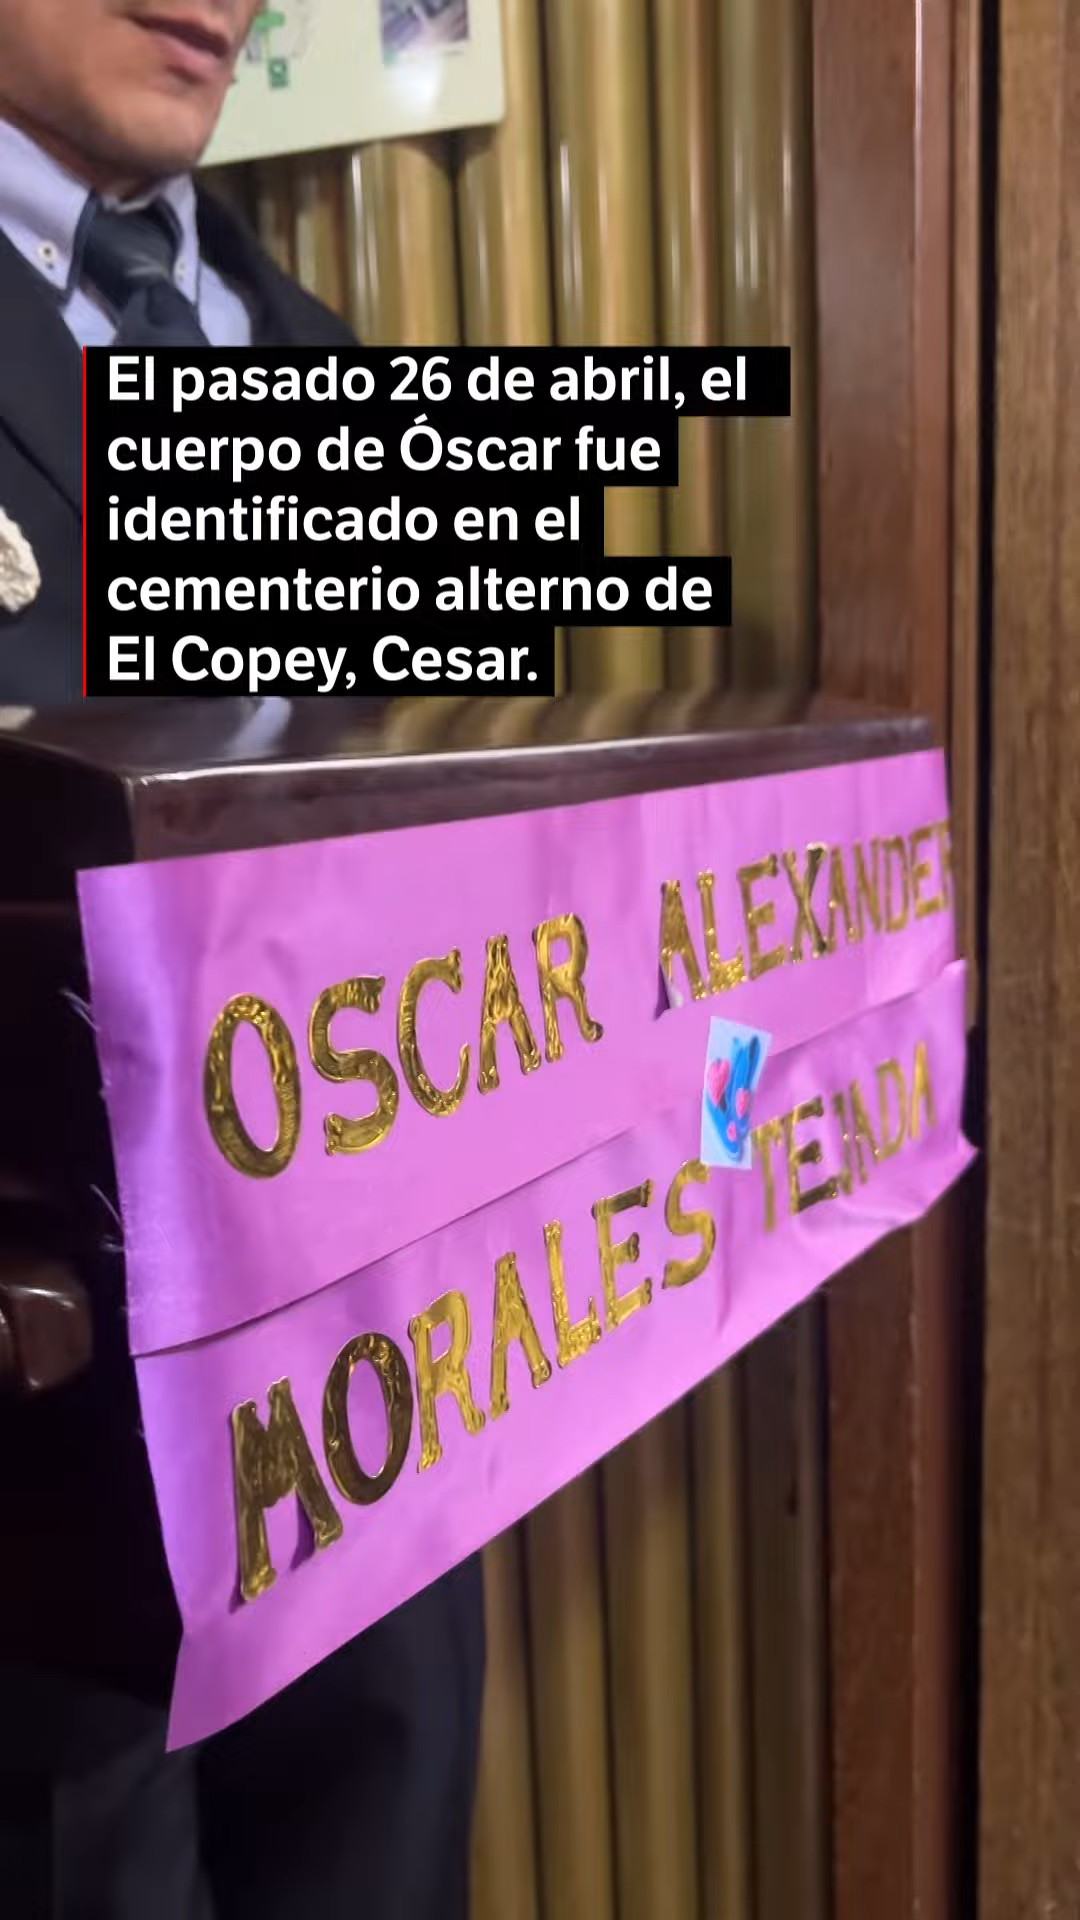 El pasado 26 de abril, el
cuerpo de Óscar fue
identificado en el
cementerio alterno de
El Copey, Cesar.
OSCAR ALEXANDER
MORALES TEJADA